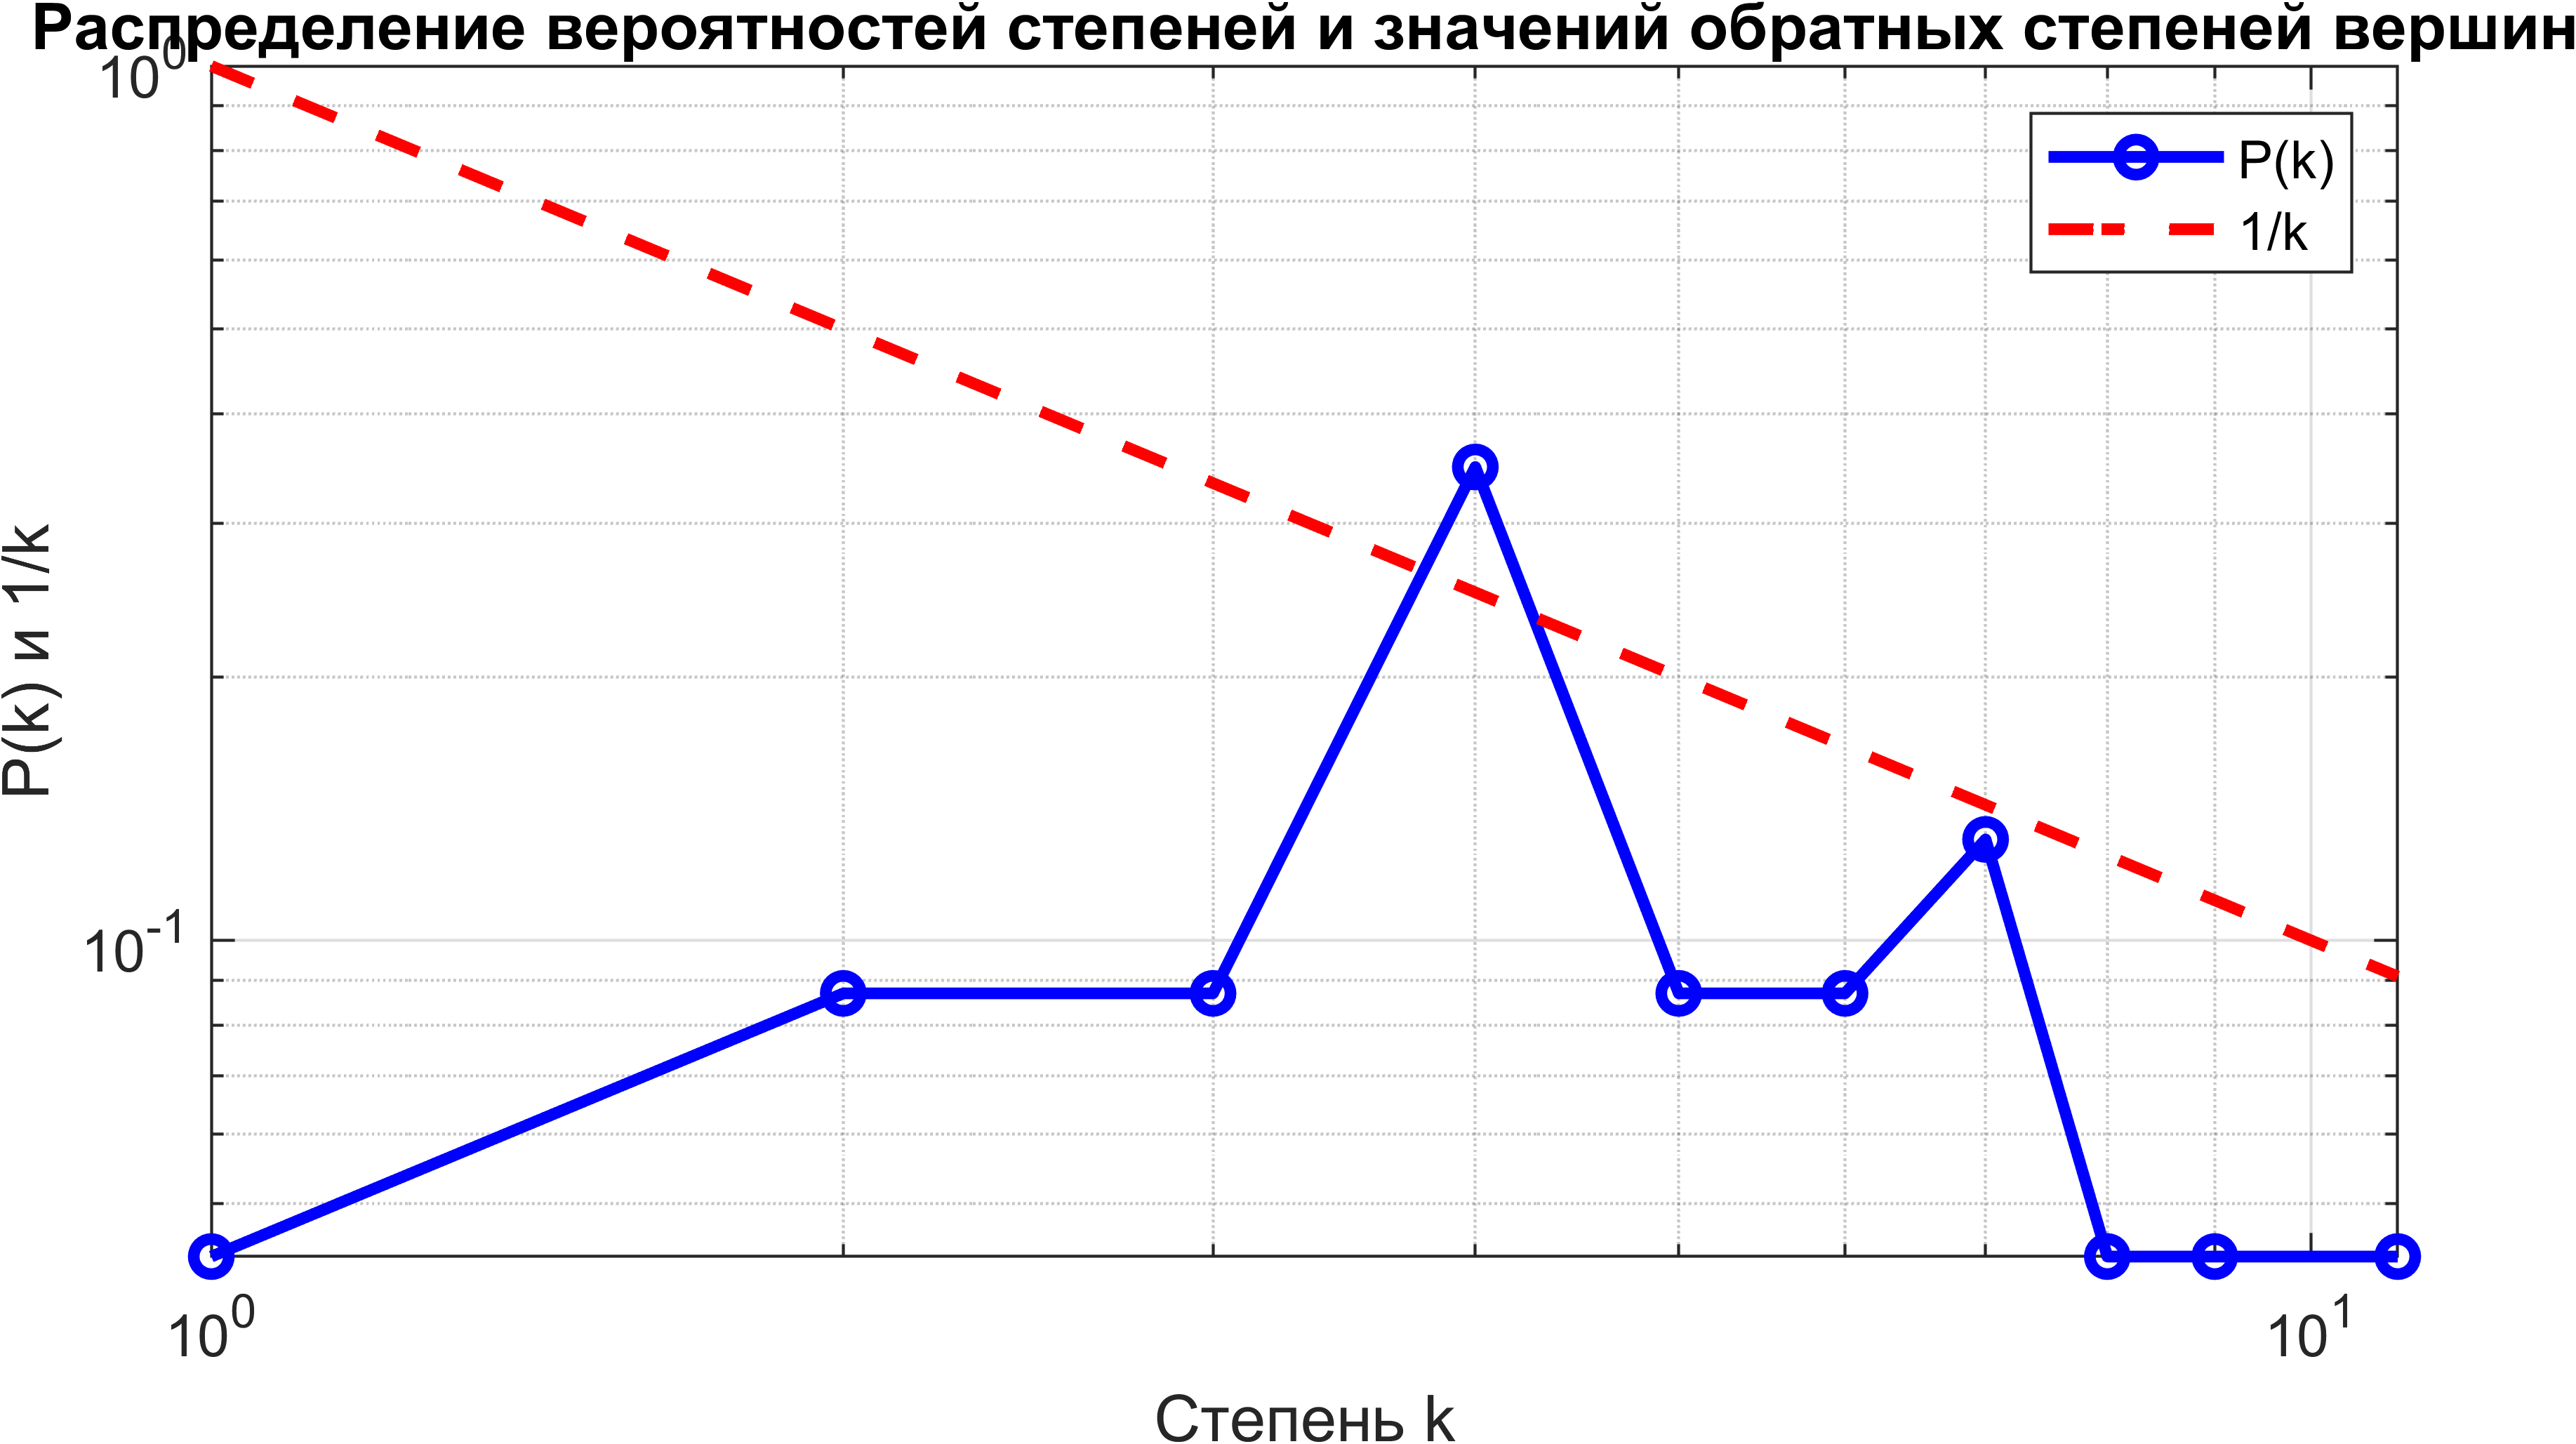 Распределение вероятностей степеней и значений обратных степеней вершин
10^0
P(k)
1/k
P(k) и 1/k
10^-1
10^0
10^1
Степень k